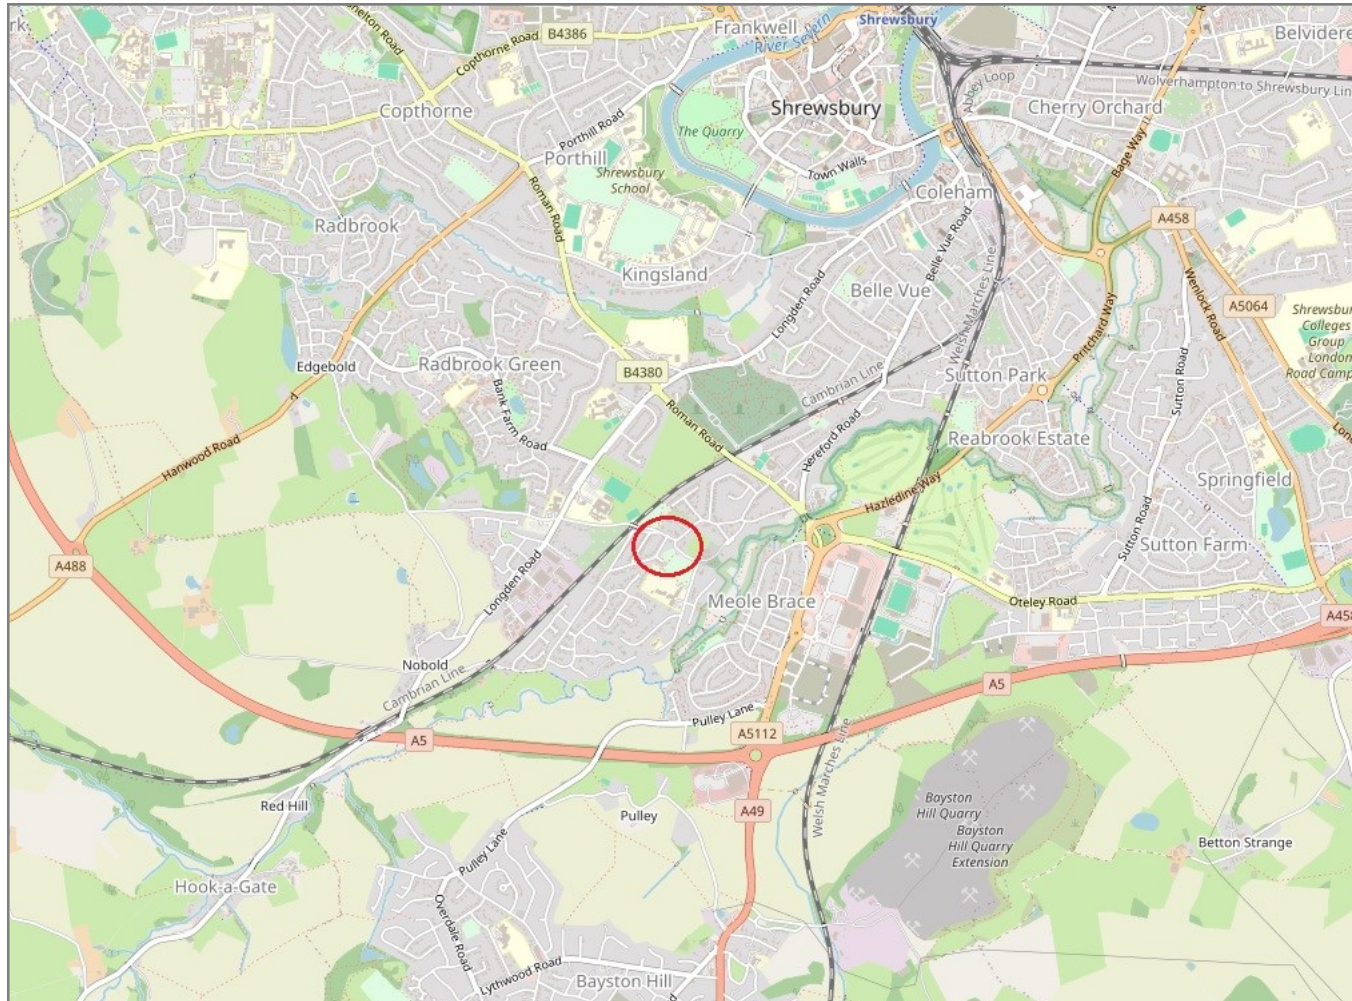 Shrewsbury
Frankwell
River Severn
B4386
Copthorne Road
Belvidere
Wolverhampton to Shrewsbury Lin
Abbey Loop
Cherry Orchard
Copthorne
Shrewsbury
The Quarry
Porthill Road
Porthill
Shrewsbury
School
Town Walls
Bage Way
Coleham
A458
Roman Road
Radbrook
Belle Vue Road
Kingsland
Belle Vue
Longden Road
Welsh Marches Line
Wenlock Road
A5064
Shrewsbur
Colleges
Group
London
Road Camp
Pritchard Way
Edgebold
Radbrook Green
B4380
Cambrian Line
Sutton Park
Sutton Road
Bank Farm Road
Roman Road
Hereford Road
Reabrook Estate
Hanwood Road
Hazledine Way
Springfield
Sutton Road
Sutton Farm
A488
Longden Road
Meole Brace
Oteley Road
A458
Nobold
Cambrian Line
A5
Pulley Lane
A5112
A5
Welsh Marches Line
Red Hill
Pulley
A49
Bayston
Hill Quarry
Bayston
Hill Quarry
Extension
Betton Strange
Pulley Lane
Hook-a-Gate
Overdale Road
Lythwood Road
Bayston Hill